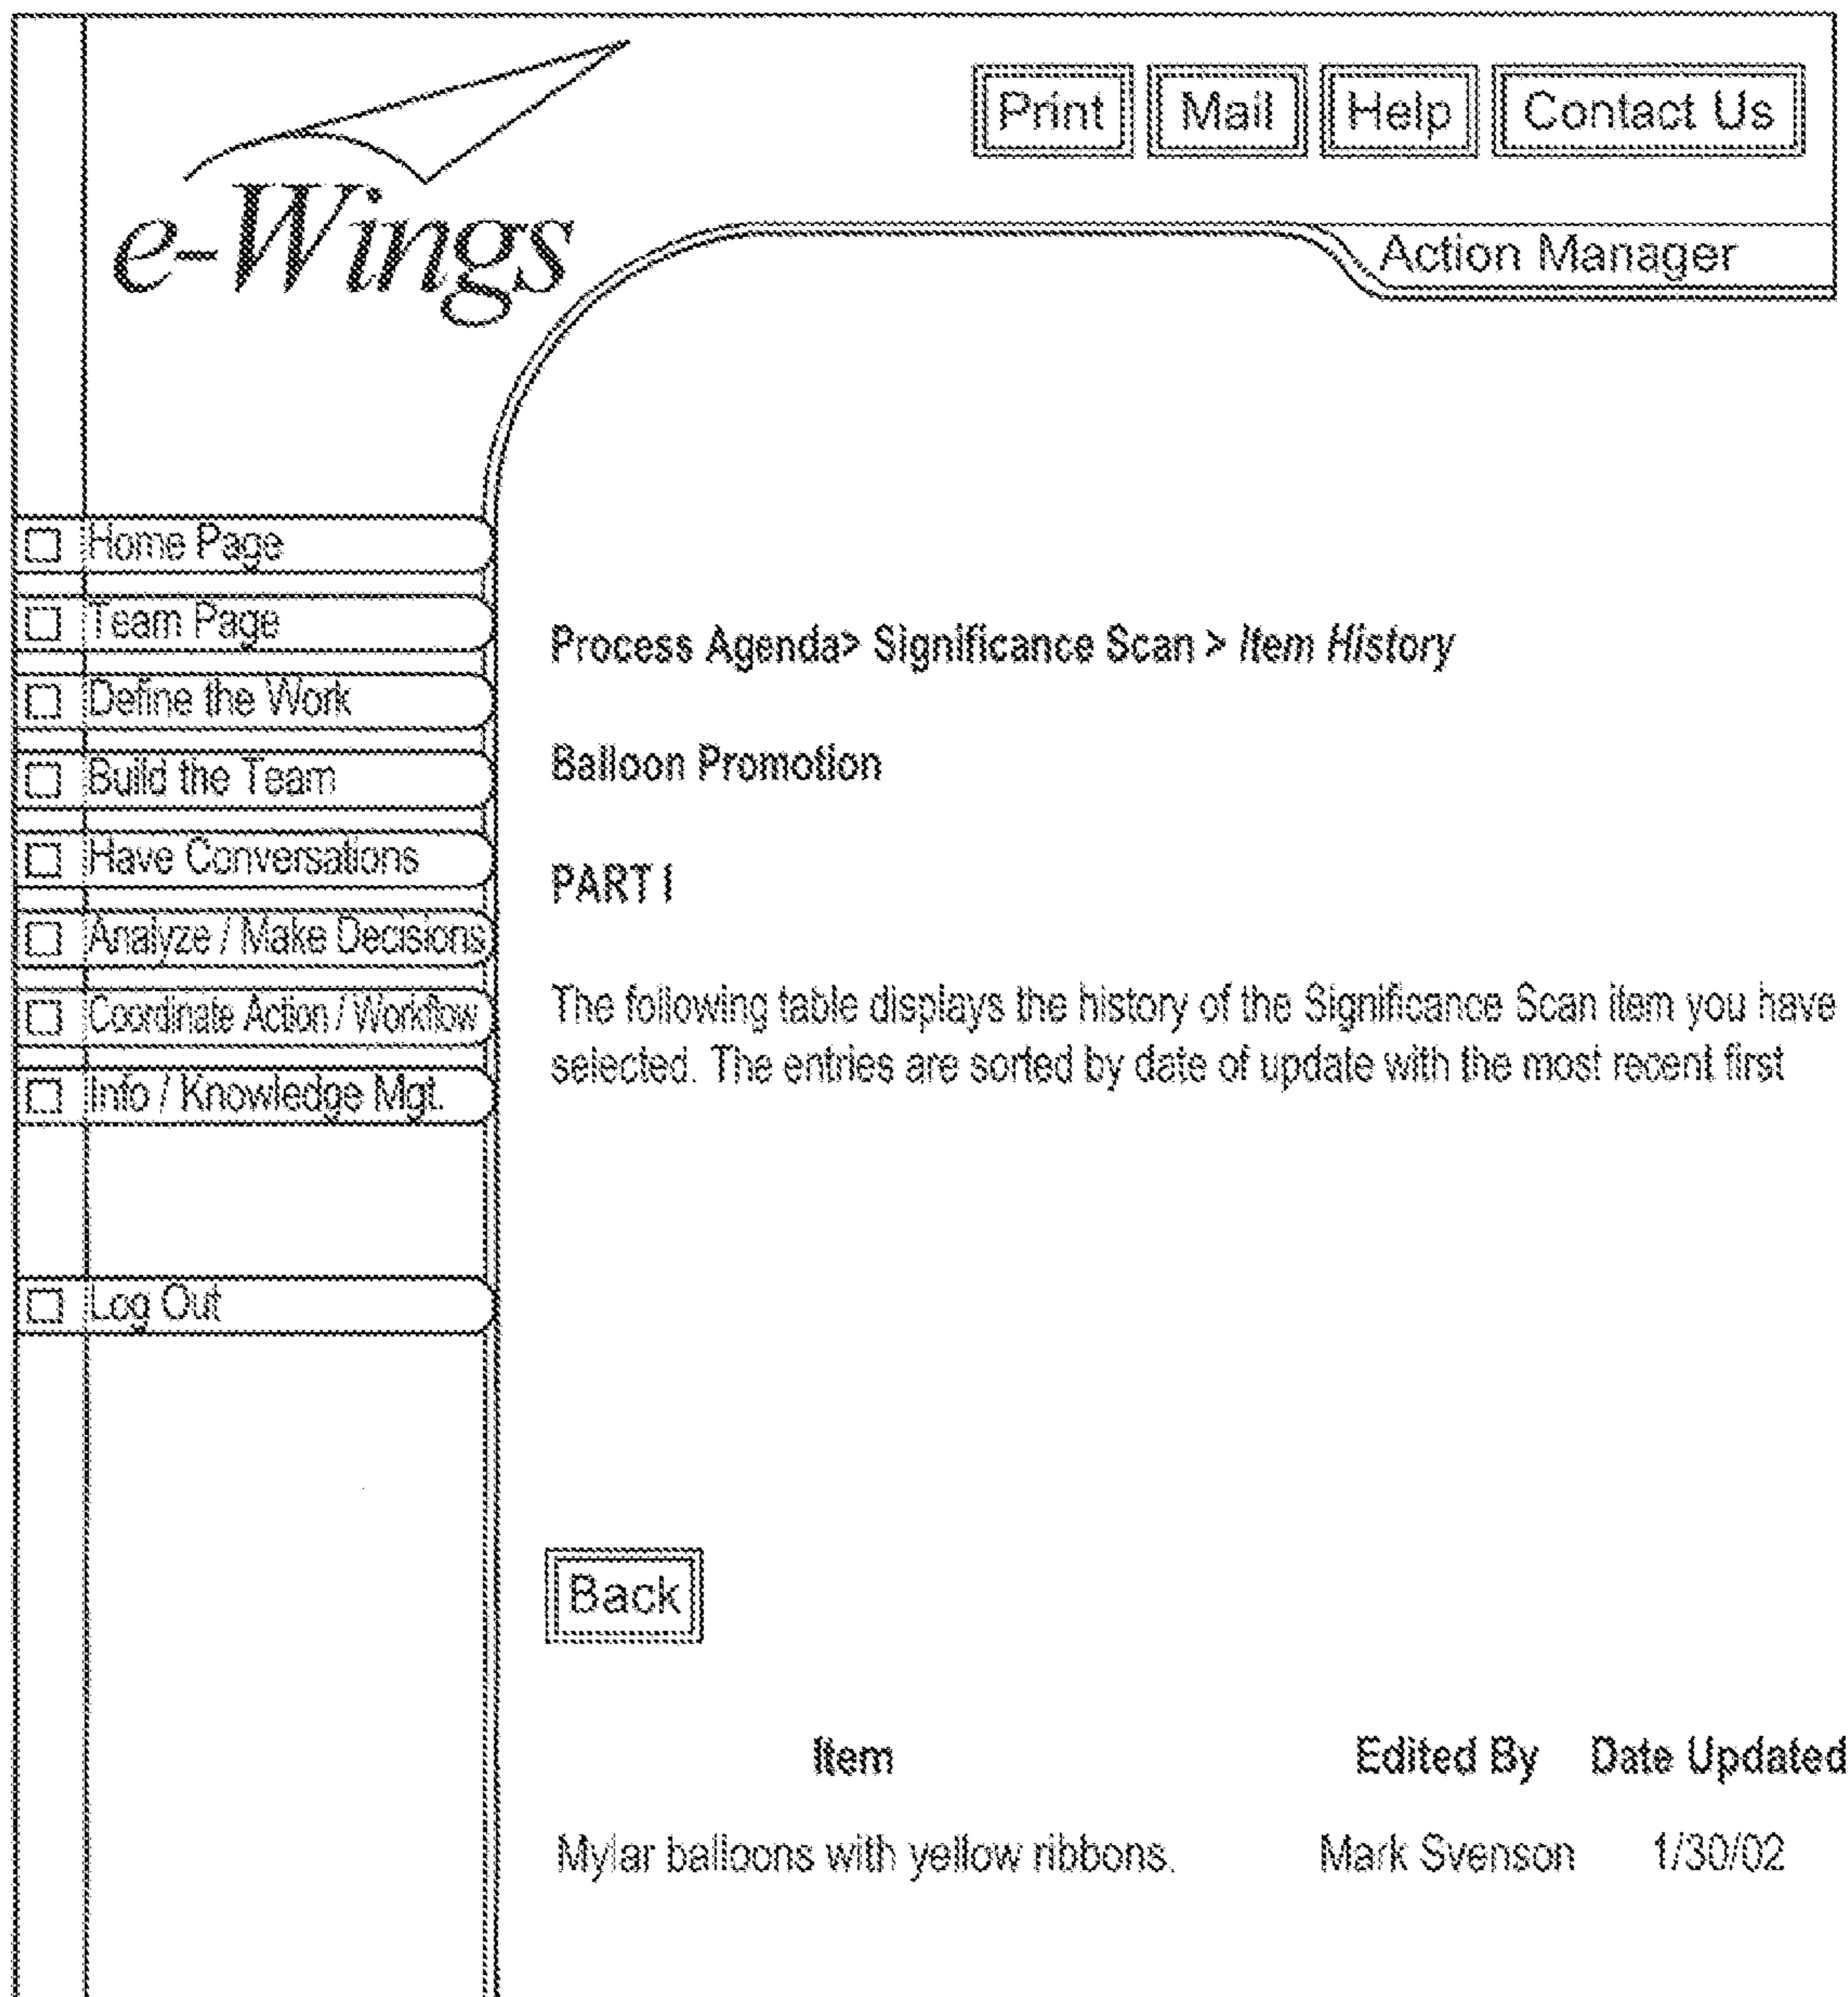 Print Mail Help Contact Us
e-Wings
Action Manager
Home Page
Team Page
Define the Work
Build the Team
Have Conversations
Analyze / Make Decisions
Coordinate Action / Workflow
Info / Knowledge Mgt.
Log Out
Process Agenda> Significance Scan > Item History
Balloon Promotion
PART I
The following table displays the history of the Significance Scan item you have
selected. The entries are sorted by date of update with the most recent first
Back
Item Edited By Date Updated
Mylar balloons with yellow ribbons. Mark Svenson 1/30/02